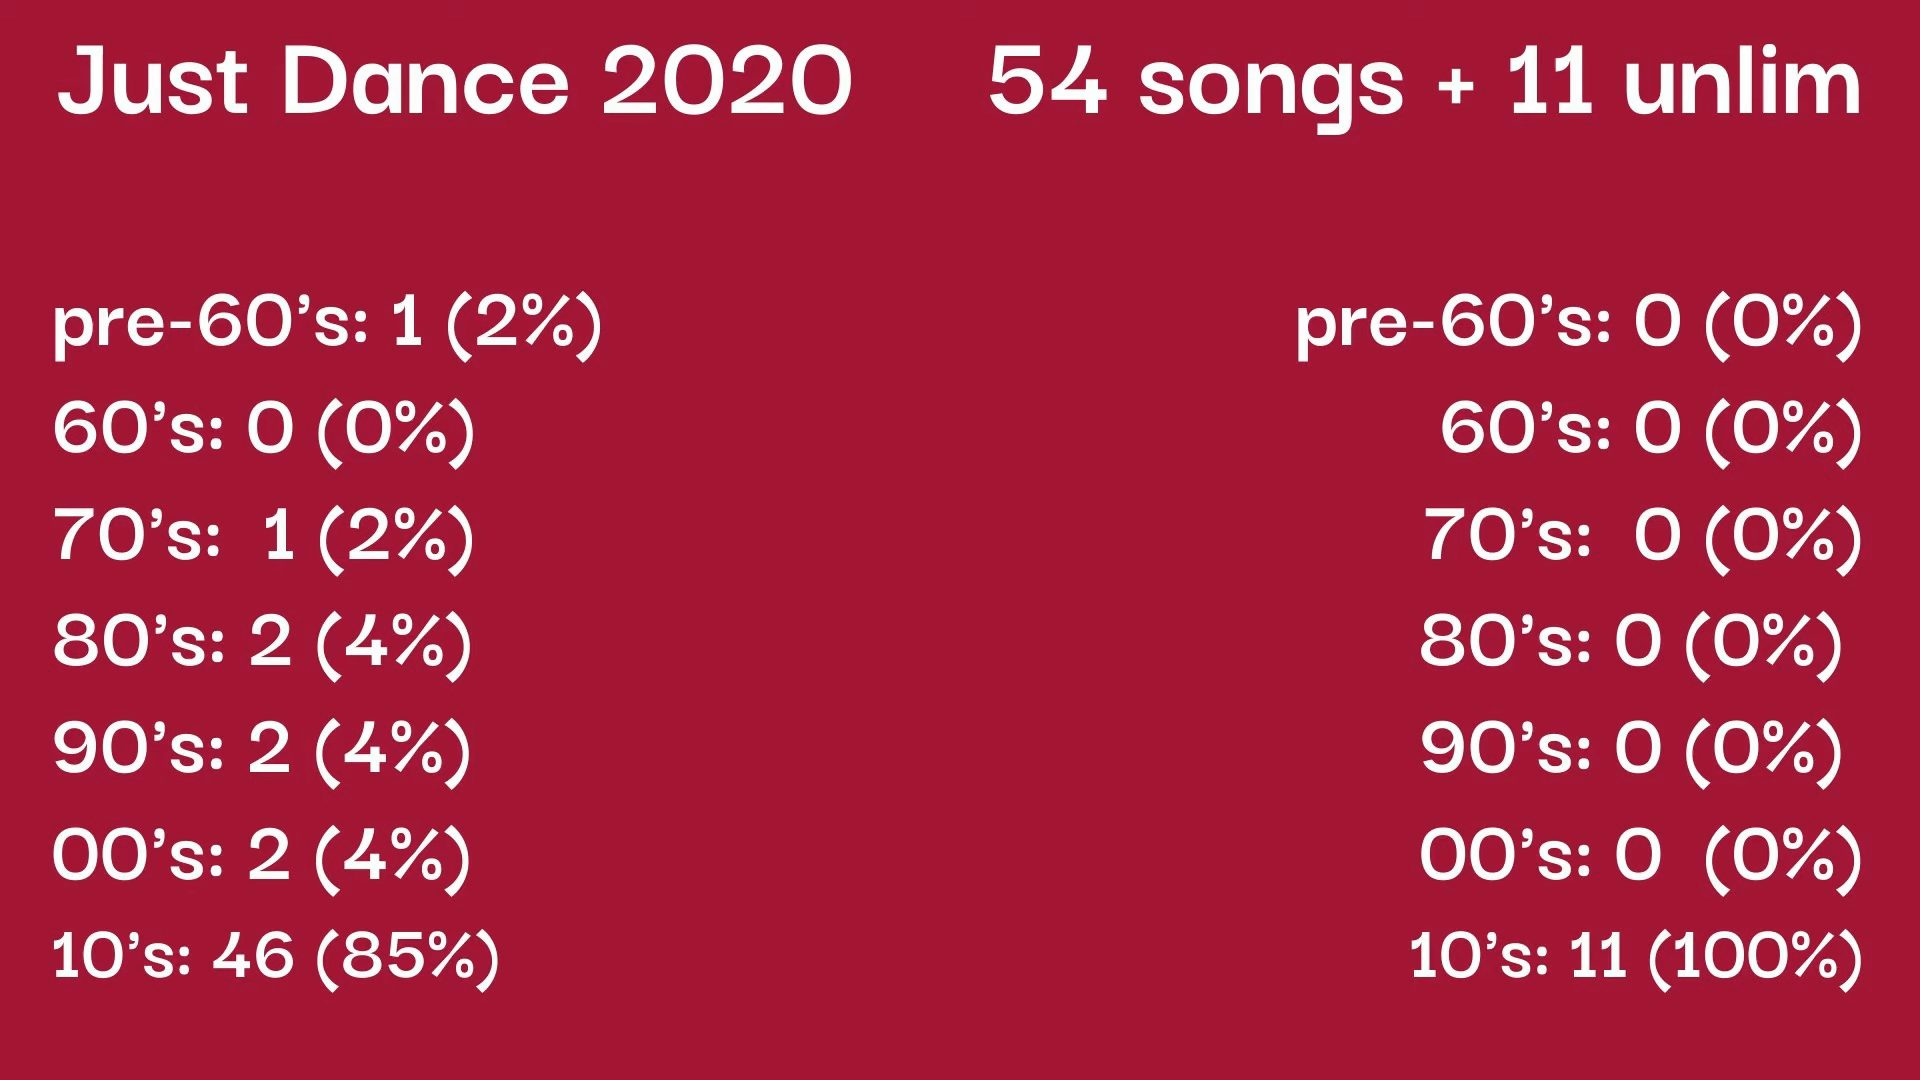 Just Dance 2020
54 songs + 11 unlim
pre-60's: 1 (2%)
60's: 0 (0%)
70's:  1 (2%)
80's: 2 (4%)
90's: 2 (4%)
00's: 2 (4%)
10's: 46 (85%)
pre-60's: 0 (0%)
60's: 0 (0%)
70's:  0 (0%)
80's: 0 (0%)
90's: 0 (0%)
00's: 0  (0%)
10's: 11 (100%)